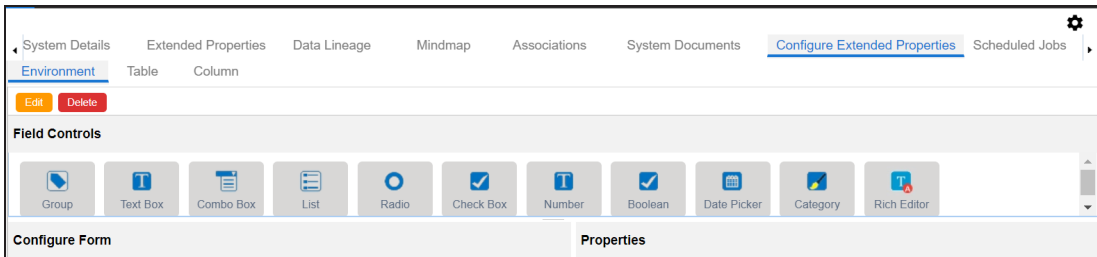 System Details Extended Properties Data Lineage Mindmap Associations System Documents Configure Extended Properties Scheduled Jobs
Environment Table Column
Edit Delete
Field Controls
Group Text Box Combo Box List Radio Check Box Number Boolean Date Picker Category Rich Editor
Configure Form Properties